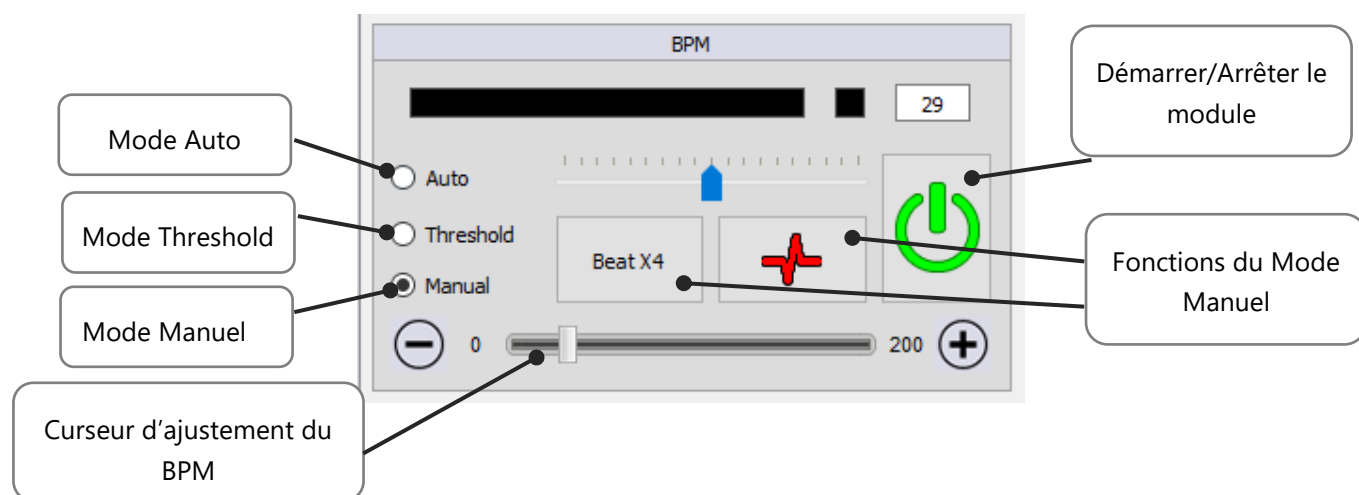 BPM
Démarrer/Arrêter le
module
29
Mode Auto
Auto
Mode Threshold
Threshold
Beat X4
Fonctions du Mode
Manuel
Manual
Mode Manuel
0
200
Curseur d’ajustement du
BPM